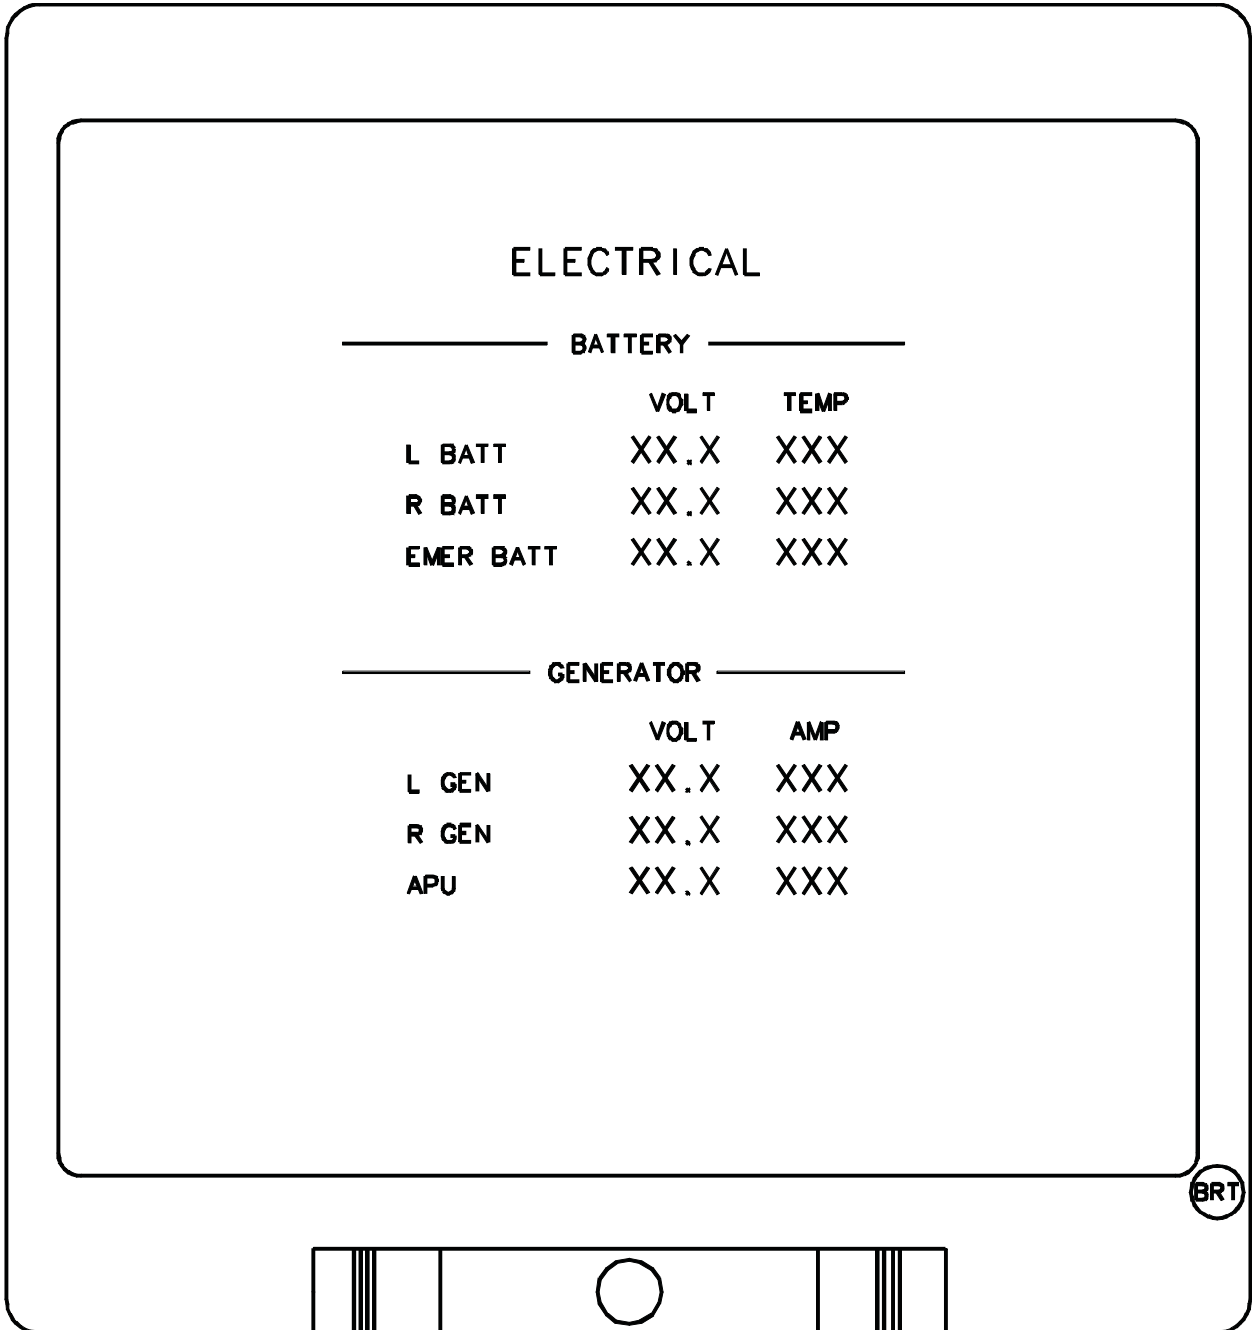 ELECTRICAL
BATTERY
VOLT TEMP
L BATT XX.X XXX
R BATT XX.X XXX
EMER BATT XX.X XXX
GENERATOR
VOLT AMP
L GEN XX.X XXX
R GEN XX.X XXX
APU XX.X XXX
BRT